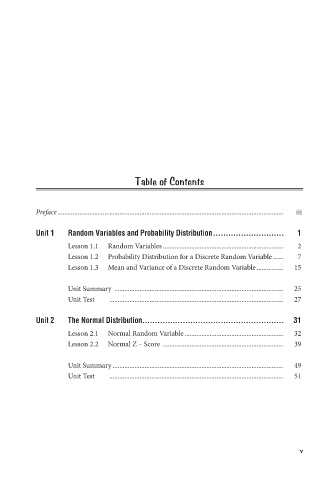 Table of Contents
Preface ........ iii
Unit 1 Random Variables and Probability Distribution ........ 1
Lesson 1.1 Random Variables ........ 2
Lesson 1.2 Probability Distribution for a Discrete Random Variable ...... 7
Lesson 1.3 Mean and Variance of a Discrete Random Variable ........ 15
Unit Summary ........ 25
Unit Test ........ 27
Unit 2 The Normal Distribution ........ 31
Lesson 2.1 Normal Random Variable ........ 32
Lesson 2.2 Normal Z - Score ........ 39
Unit Summary ........ 49
Unit Test ........ 51
v